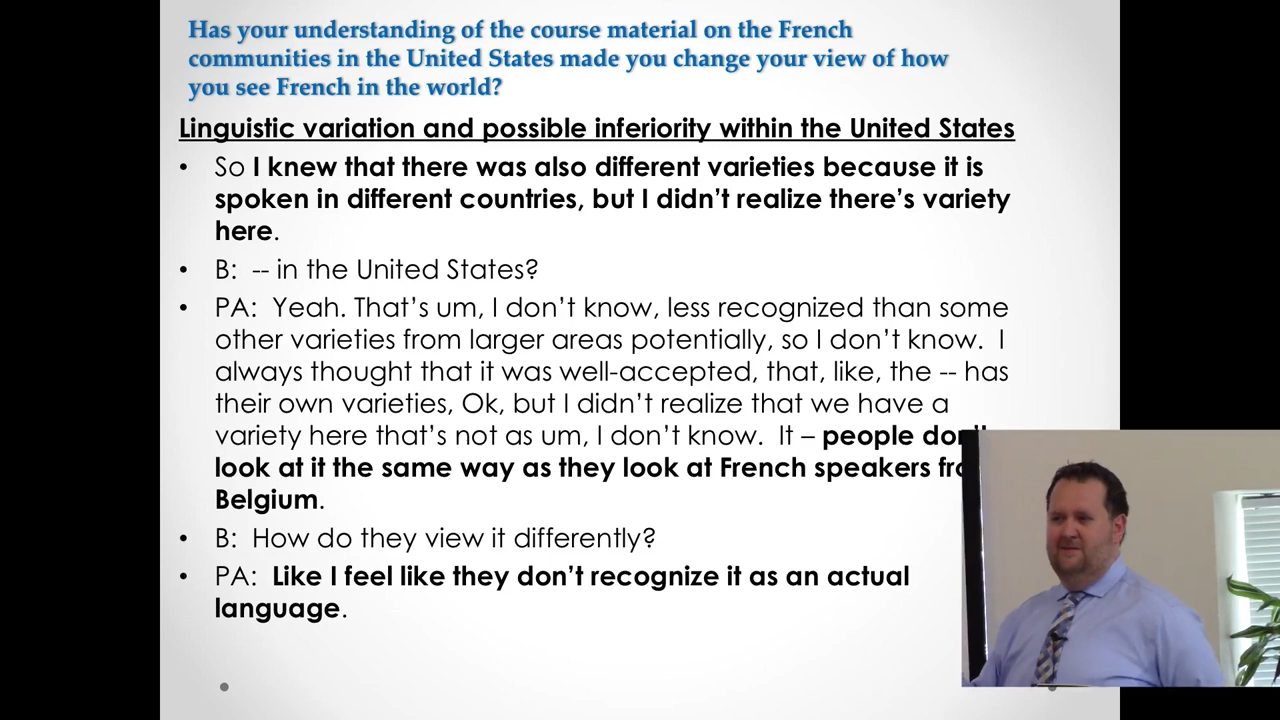 Has your understanding of the course material on the French
communities in the United States made you change your view of how
you see French in the world?
Linguistic variation and possible inferiority within the United States
• So I knew that there was also different varieties because it is
spoken in different countries, but I didn’t realize there’s variety
here.
• B: -- in the United States?
• PA: Yeah. That’s um, I don’t know, less recognized than some
other varieties from larger areas potentially, so I don’t know. I
always thought that it was well-accepted, that, like, the -- has
their own varieties, Ok, but I didn’t realize that we have a
variety here that’s not as um, I don’t know. It – people
look at it the same way as they look at French speakers
Belgium.
• B: How do they view it differently?
• PA: Like I feel like they don’t recognize it as an actual
language.